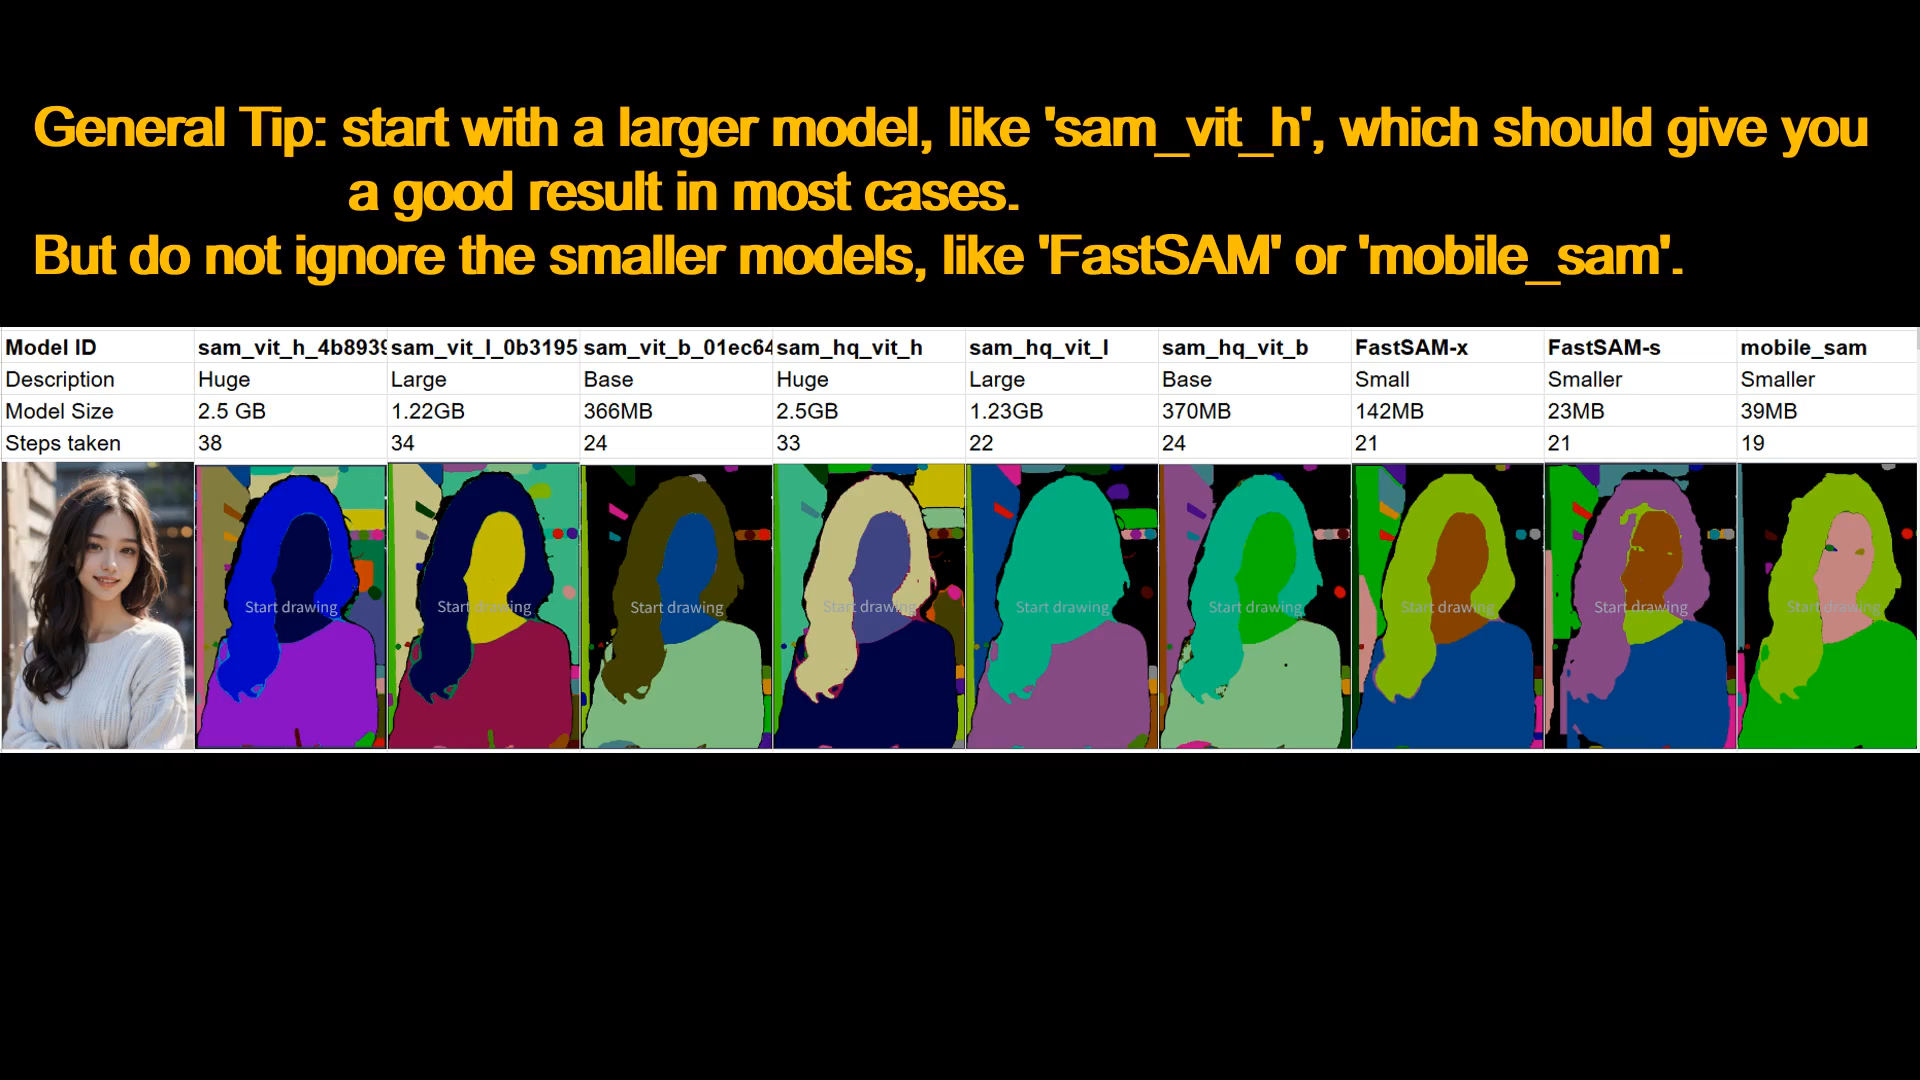 General Tip: start with a larger model, like 'sam_vit_h', which should give you
a good result in most cases.
But do not ignore the smaller models, like 'FastSAM' or 'mobile_sam'.
Model ID sam_vit_h_4b8939 sam_vit_l_0b3195 sam_vit_b_01ec64 sam_hq_vit_h sam_hq_vit_l sam_hq_vit_b FastSAM-x FastSAM-s mobile_sam
Description Huge Large Base Huge Large Base Small Smaller Smaller
Model Size 2.5 GB 1.22GB 366MB 2.5GB 1.23GB 370MB 142MB 23MB 39MB
Steps taken 38 34 24 33 22 24 21 21 19
Start drawing Start drawing Start drawing Start drawing Start drawing Start drawing Start drawing Start drawing Start drawing